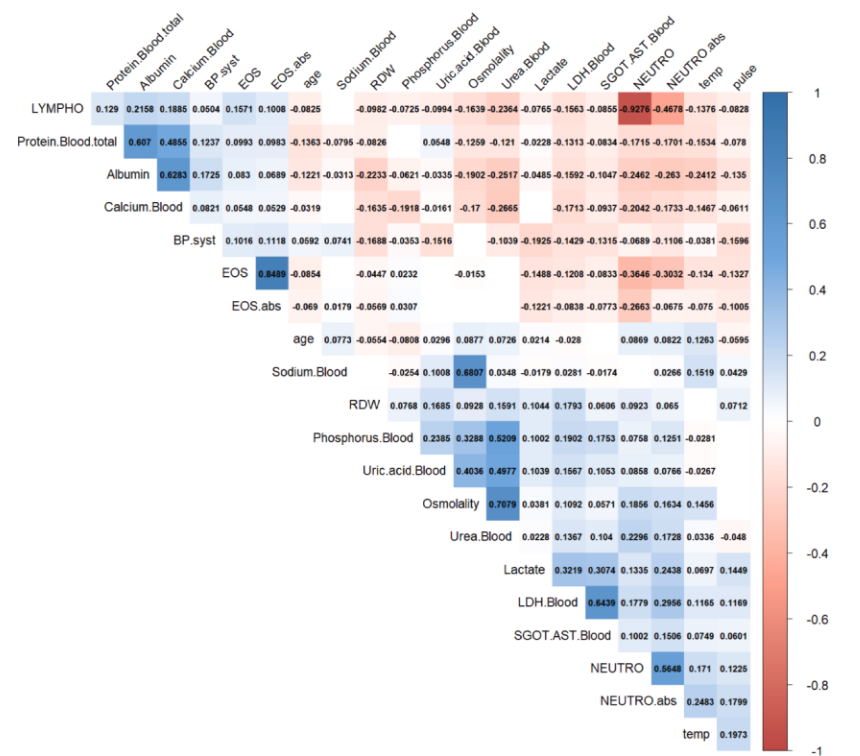 Protein.Blood.total Albumin Calcium.Blood BP.syst EOS EOS.abs age Sodium.Blood RDW Phosphorus.Blood Uric.acid.Blood Osmolality Urea.Blood Lactate LDH.Blood SGOT.AST.Blood NEUTRO NEUTRO.abs temp pulse
LYMPHO 0.129 0.2158 0.1885 0.0504 0.1571 0.1008 -0.0825 -0.0982 -0.0725 -0.0994 -0.1639 -0.2364 -0.0765 -0.1563 -0.0855 -0.9276 -0.4678 -0.1376 -0.0828
Protein.Blood.total 0.607 0.4855 0.1237 0.0993 0.0983 -0.1363 -0.0795 -0.0826 0.0548 -0.1259 -0.121 -0.0228 -0.1313 -0.0834 -0.1715 -0.1701 -0.1534 -0.078
Albumin 0.6283 0.1725 0.083 0.0689 -0.1221 -0.0313 -0.2233 -0.0621 -0.0335 -0.1902 -0.2517 -0.0485 -0.1592 -0.1047 -0.2462 -0.263 -0.2412 -0.135
Calcium.Blood 0.0821 0.0548 0.0529 -0.0319 -0.1635 -0.1918 -0.0161 -0.17 -0.2665 -0.1713 -0.0937 -0.2042 -0.1733 -0.1467 -0.0611
BP.syst 0.1016 0.1118 0.0592 0.0741 -0.1688 -0.0353 -0.1516 -0.1039 -0.1925 -0.1429 -0.1315 -0.0689 -0.1106 -0.0381 -0.1596
EOS 0.8489 -0.0854 -0.0447 0.0232 -0.0153 -0.1488 -0.1208 -0.0833 -0.3646 -0.3032 -0.134 -0.1327
EOS.abs -0.069 0.0179 -0.0569 0.0307 -0.1221 -0.0838 -0.0773 -0.2663 -0.0675 -0.075 -0.1005
age 0.0773 -0.0554 -0.0808 0.0296 0.0877 0.0726 0.0214 -0.028 0.0869 0.0822 0.1263 -0.0595
Sodium.Blood -0.0254 0.1008 0.6807 0.0348 -0.0179 0.0281 -0.0174 0.0266 0.1519 0.0429
RDW 0.0768 0.1685 0.0928 0.1591 0.1044 0.1793 0.0606 0.0923 0.065 0.0712
Phosphorus.Blood 0.2385 0.3288 0.5209 0.1002 0.1902 0.1753 0.0758 0.1251 -0.0281
Uric.acid.Blood 0.4036 0.4977 0.1039 0.1567 0.1053 0.0858 0.0766 -0.0267
Osmolality 0.7079 0.0381 0.1092 0.0571 0.1856 0.1634 0.1456
Urea.Blood 0.0228 0.1367 0.104 0.2296 0.1728 0.0336 -0.048
Lactate 0.3219 0.3074 0.1335 0.2438 0.0697 0.1449
LDH.Blood 0.6439 0.1779 0.2956 0.1165 0.1169
SGOT.AST.Blood 0.1002 0.1506 0.0749 0.0601
NEUTRO 0.5648 0.171 0.1225
NEUTRO.abs 0.2483 0.1799
temp 0.1973
1
0.8
0.6
0.4
0.2
0
-0.2
-0.4
-0.6
-0.8
-1